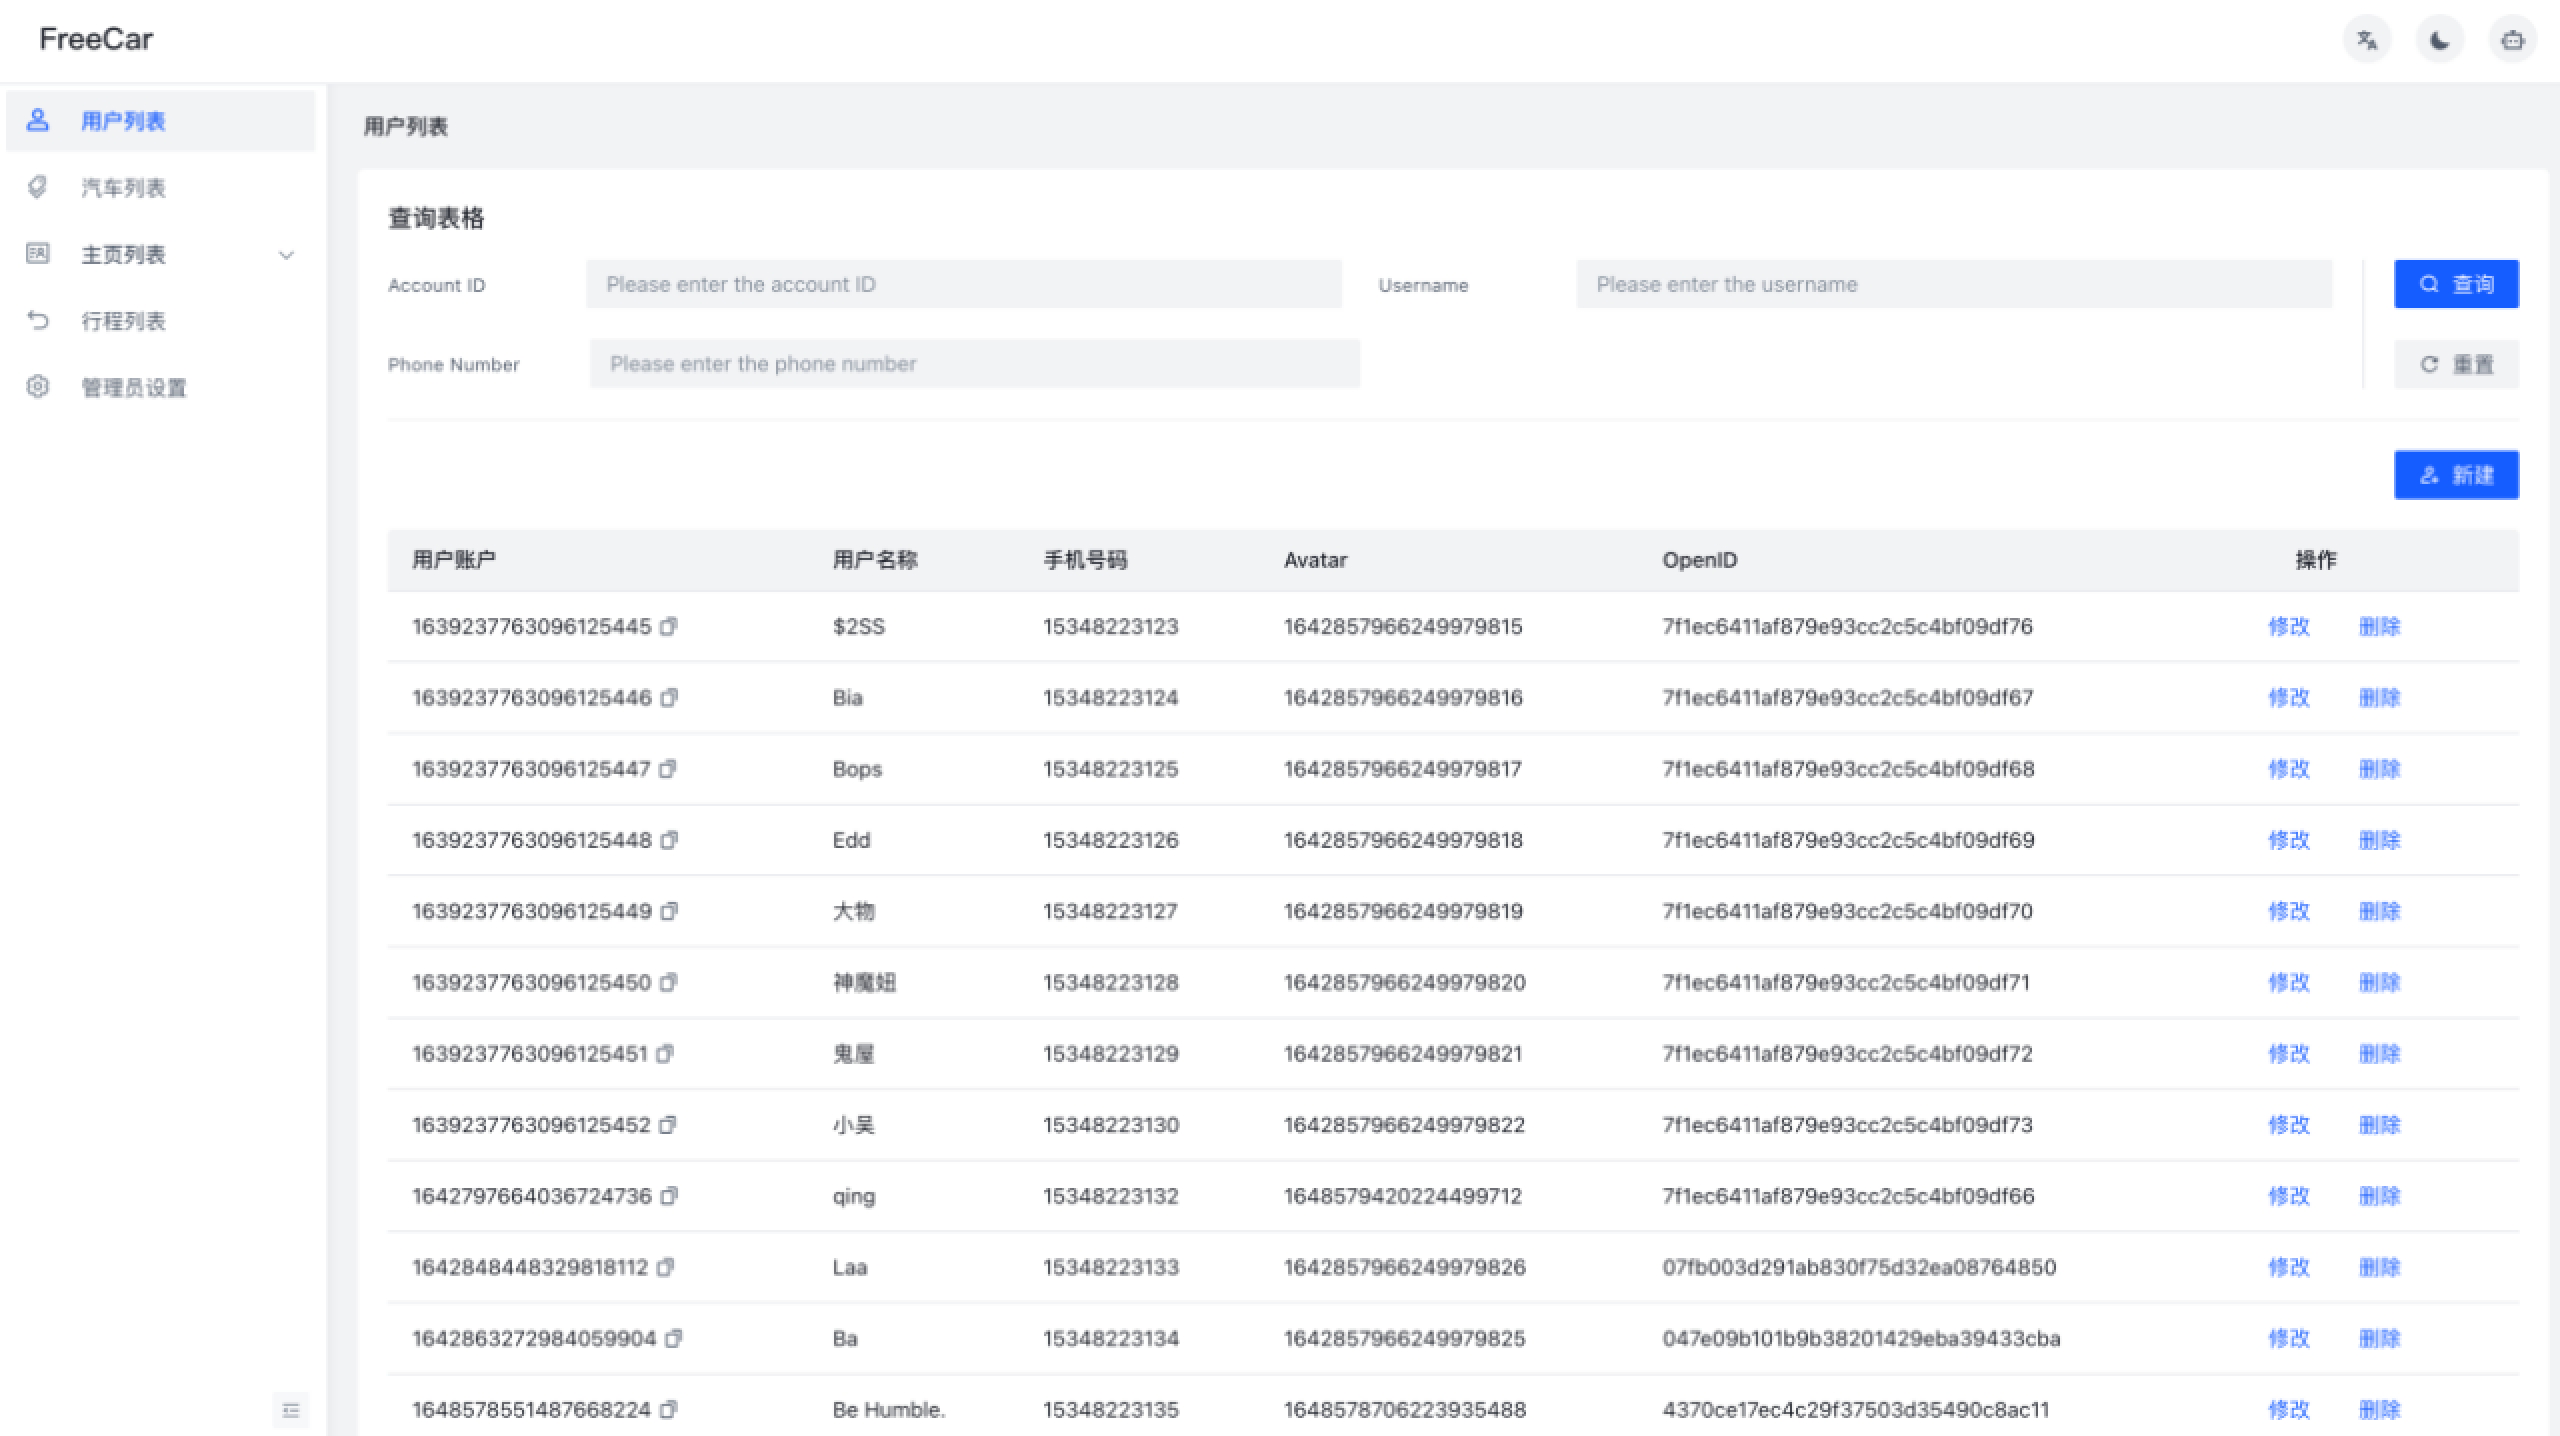 FreeCar
用户列表
汽车列表
主页列表
行程列表
管理员设置
用户列表
查询表格
Account ID Please enter the account ID Username Please enter the username 查询
Phone Number Please enter the phone number 重置
新建
用户账户 用户名称 手机号码 Avatar OpenID 操作
1639237763096125445 $2SS 15348223123 1642857966249979815 7f1ec6411af879e93cc2c5c4bf09df76 修改 删除
1639237763096125446 Bia 15348223124 1642857966249979816 7f1ec6411af879e93cc2c5c4bf09df67 修改 删除
1639237763096125447 Bops 15348223125 1642857966249979817 7f1ec6411af879e93cc2c5c4bf09df68 修改 删除
1639237763096125448 Edd 15348223126 1642857966249979818 7f1ec6411af879e93cc2c5c4bf09df69 修改 删除
1639237763096125449 大物 15348223127 1642857966249979819 7f1ec6411af879e93cc2c5c4bf09df70 修改 删除
1639237763096125450 神魔妞 15348223128 1642857966249979820 7f1ec6411af879e93cc2c5c4bf09df71 修改 删除
1639237763096125451 鬼屋 15348223129 1642857966249979821 7f1ec6411af879e93cc2c5c4bf09df72 修改 删除
1639237763096125452 小吴 15348223130 1642857966249979822 7f1ec6411af879e93cc2c5c4bf09df73 修改 删除
1642797664036724736 qing 15348223132 1648579420224499712 7f1ec6411af879e93cc2c5c4bf09df66 修改 删除
1642848448329818112 Laa 15348223133 1642857966249979826 07fb003d291ab830f75d32ea08764850 修改 删除
1642863272984059904 Ba 15348223134 1642857966249979825 047e09b101b9b38201429eba39433cba 修改 删除
1648578551487668224 Be Humble. 15348223135 1648578706223935488 4370ce17ec4c29f37503d35490c8ac11 修改 删除